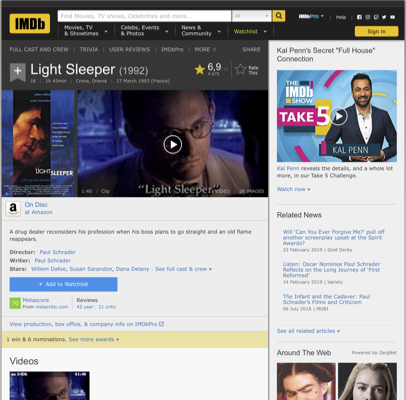 IMDb
Find Movies, TV shows, Celebrities and more...
All
IMDbPro
Help
Movies, TV
& Showtimes
Celebs, Events
& Photos
News &
Community
Watchlist
Sign in
FULL CAST AND CREW | TRIVIA | USER REVIEWS | IMDbPro | MORE
SHARE
Light Sleeper (1992)
16 | 1h 43min | Crime, Drama | 17 March 1993 (France)
6,9
Rate
This
LIGHT SLEEPER
"Light Sleeper"
1:40 | Clip
VIDEO
28 IMAGES
On Disc
at Amazon
A drug dealer reconsiders his profession when his boss plans to go straight and an old flame
reappears.
Director: Paul Schrader
Writer: Paul Schrader
Stars: Willem Dafoe, Susan Sarandon, Dana Delany | See full cast & crew »
+ Add to Watchlist
Metascore
From metacritic.com
Reviews
42 user | 21 critic
View production, box office, & company info on IMDbPro
1 win & 6 nominations. See more awards »
Videos
Kal Penn's Secret "Full House"
Connection
THE
IMDb
SHOW
TAKE 5
KAL PENN
Kal Penn reveals the details, and a whole lot
more, in our Take 5 Challenge.
Watch now »
Related News
Will 'Can You Ever Forgive Me?' pull off
another screenplay upset at the Spirit
Awards?
23 February 2019 | Gold Derby
Listen: Oscar Nominee Paul Schrader
Reflects on the Long Journey of 'First
Reformed'
14 February 2019 | Variety
The Infant and the Cadaver: Paul
Schrader's Films and Criticism
06 July 2018 | MUBI
See all related articles »
Around The Web
Powered by ZergNet